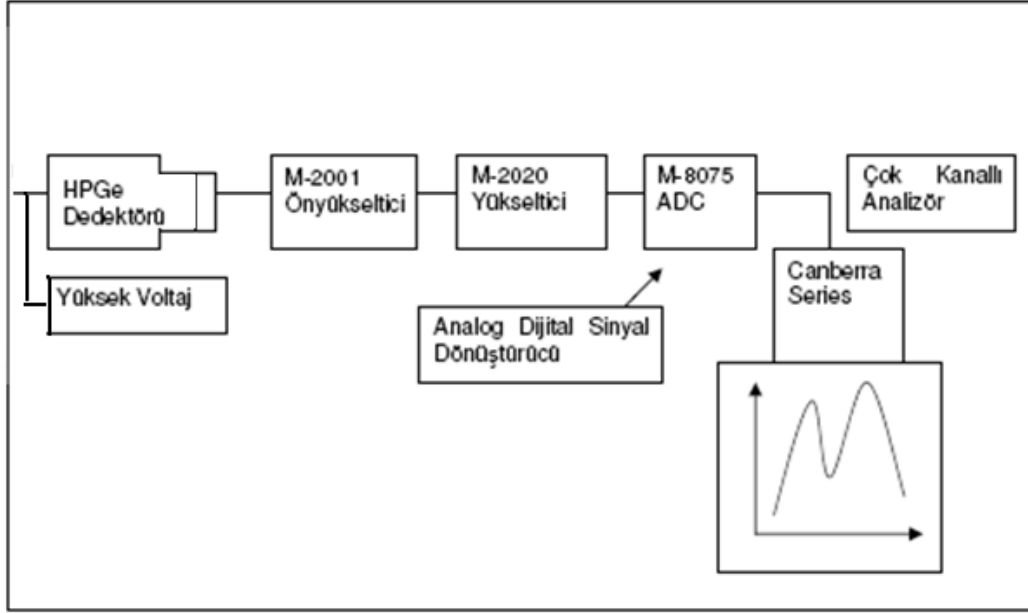 HPGe
Dedektörü
M-2001
Önyükseltici
M-2020
Yükseltici
M-8075
ADC
Çok Kanallı
Analizör
Yüksek Voltaj
Canberra
Series
Analog Dijital Sinyal
Dönüştürücü